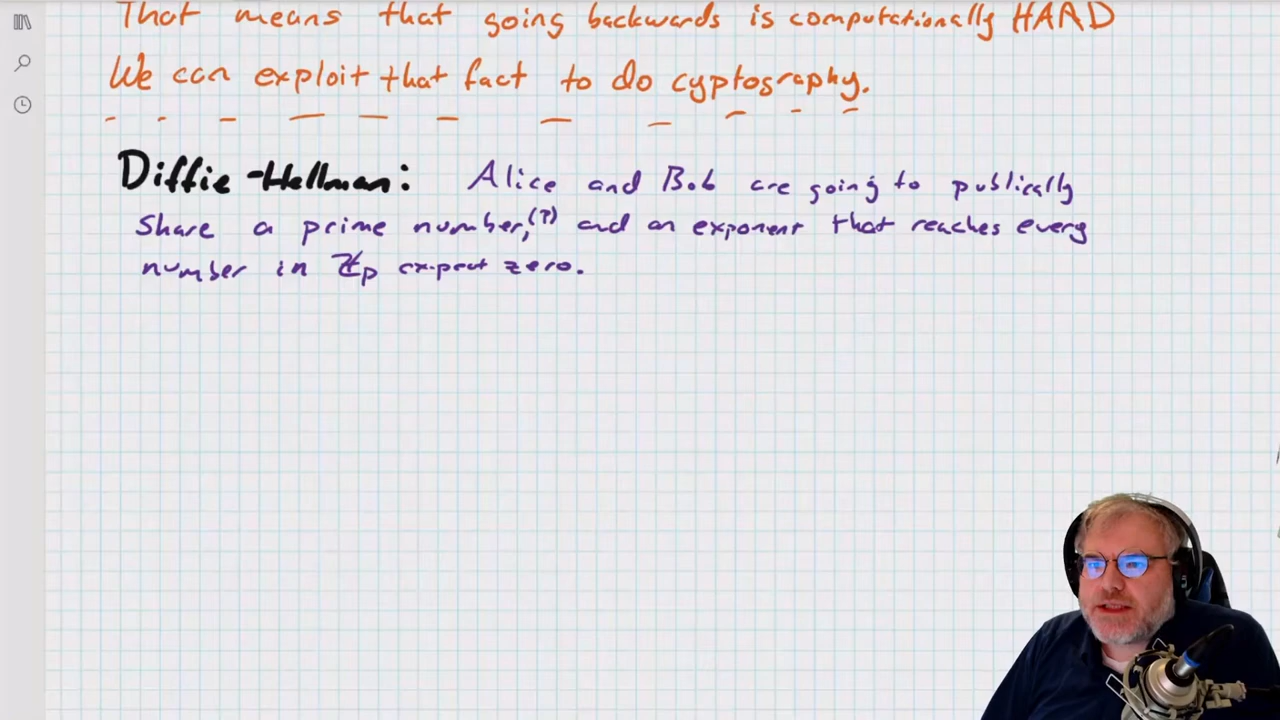 That means that going backwards is computationally HARD
We can exploit that fact to do cyptography.
Diffie-Hellman: Alice and Bob are going to publically
share a prime number,(P) and an exponent that reaches every
number in ℤp expect zero.